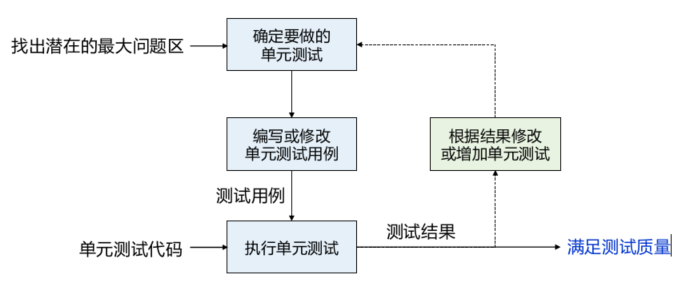 找出潜在的最大问题区
确定要做的
单元测试
编写或修改
单元测试用例
根据结果修改
或增加单元测试
测试用例
单元测试代码
执行单元测试
测试结果
满足测试质量